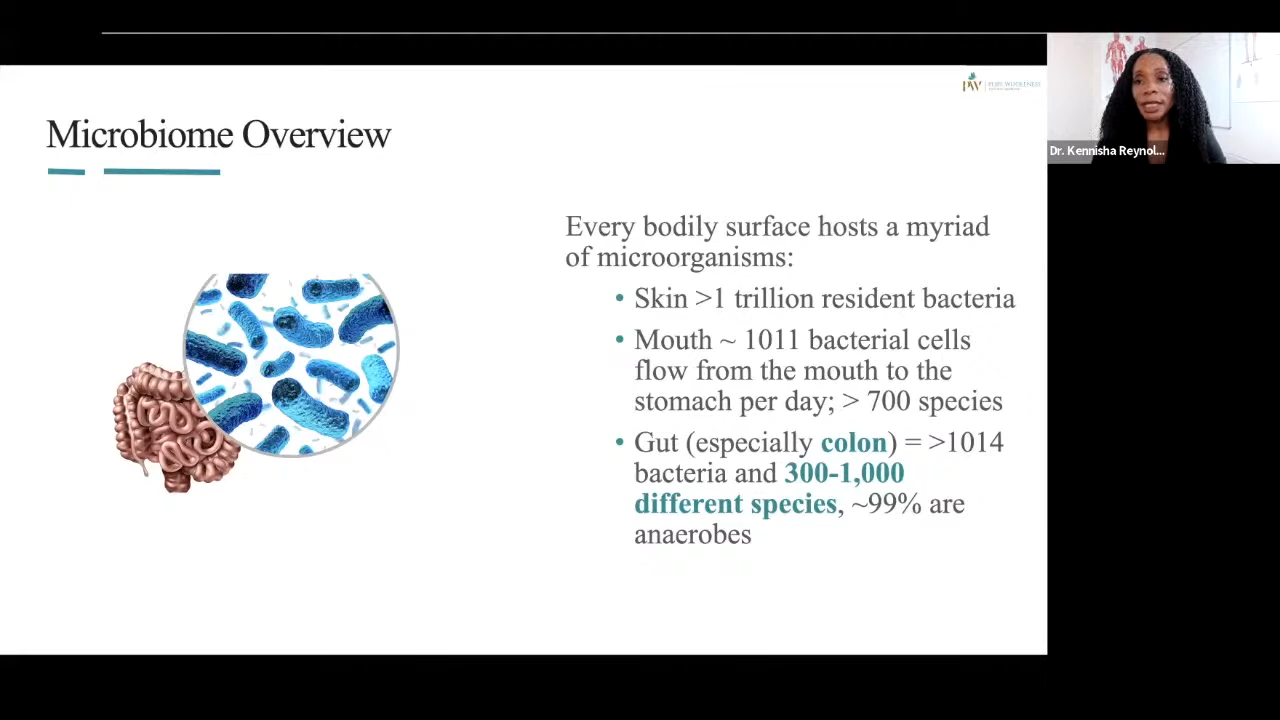 PW
Microbiome Overview
Dr. Kennisha Reynol...
Every bodily surface hosts a myriad
of microorganisms:
• Skin >1 trillion resident bacteria
• Mouth ~ 1011 bacterial cells
flow from the mouth to the
stomach per day; > 700 species
• Gut (especially colon) = >1014
bacteria and 300-1,000
different species, ~99% are
anaerobes